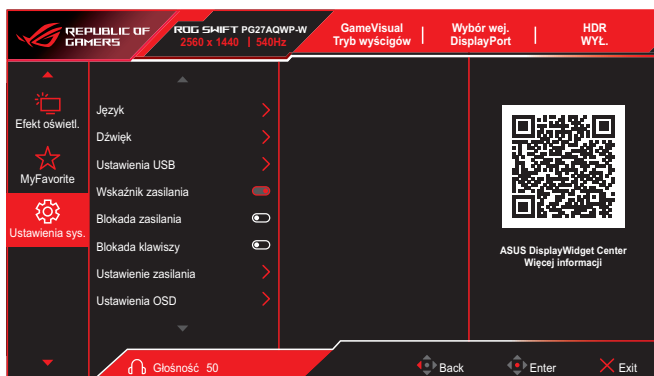 REPUBLIC OF
GAMERS
ROG SWIFT PG27AQWP-W
2560 x 1440 | 540Hz
GameVisual
Tryb wyścigów
Wybór wej.
DisplayPort
HDR
WYŁ.
Efekt oświetl.
MyFavorite
Ustawienia sys.
Język
Dźwięk
Ustawienia USB
Wskaźnik zasilania
Blokada zasilania
Blokada klawiszy
Ustawienie zasilania
Ustawienia OSD
ASUS DisplayWidget Center
Więcej informacji
Głośność 50
Back
Enter
Exit